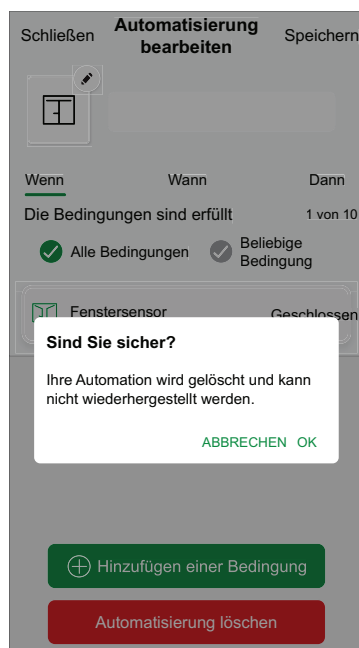 Schließen
Automatisierung
bearbeiten
Speichern
Wenn
Wann
Dann
Die Bedingungen sind erfüllt
1 von 10
Alle Bedingungen
Beliebige
Bedingung
Fenstersensor
Geschlossen
Sind Sie sicher?
Ihre Automation wird gelöscht und kann
nicht wiederhergestellt werden.
ABBRECHEN OK
Hinzufügen einer Bedingung
Automatisierung löschen